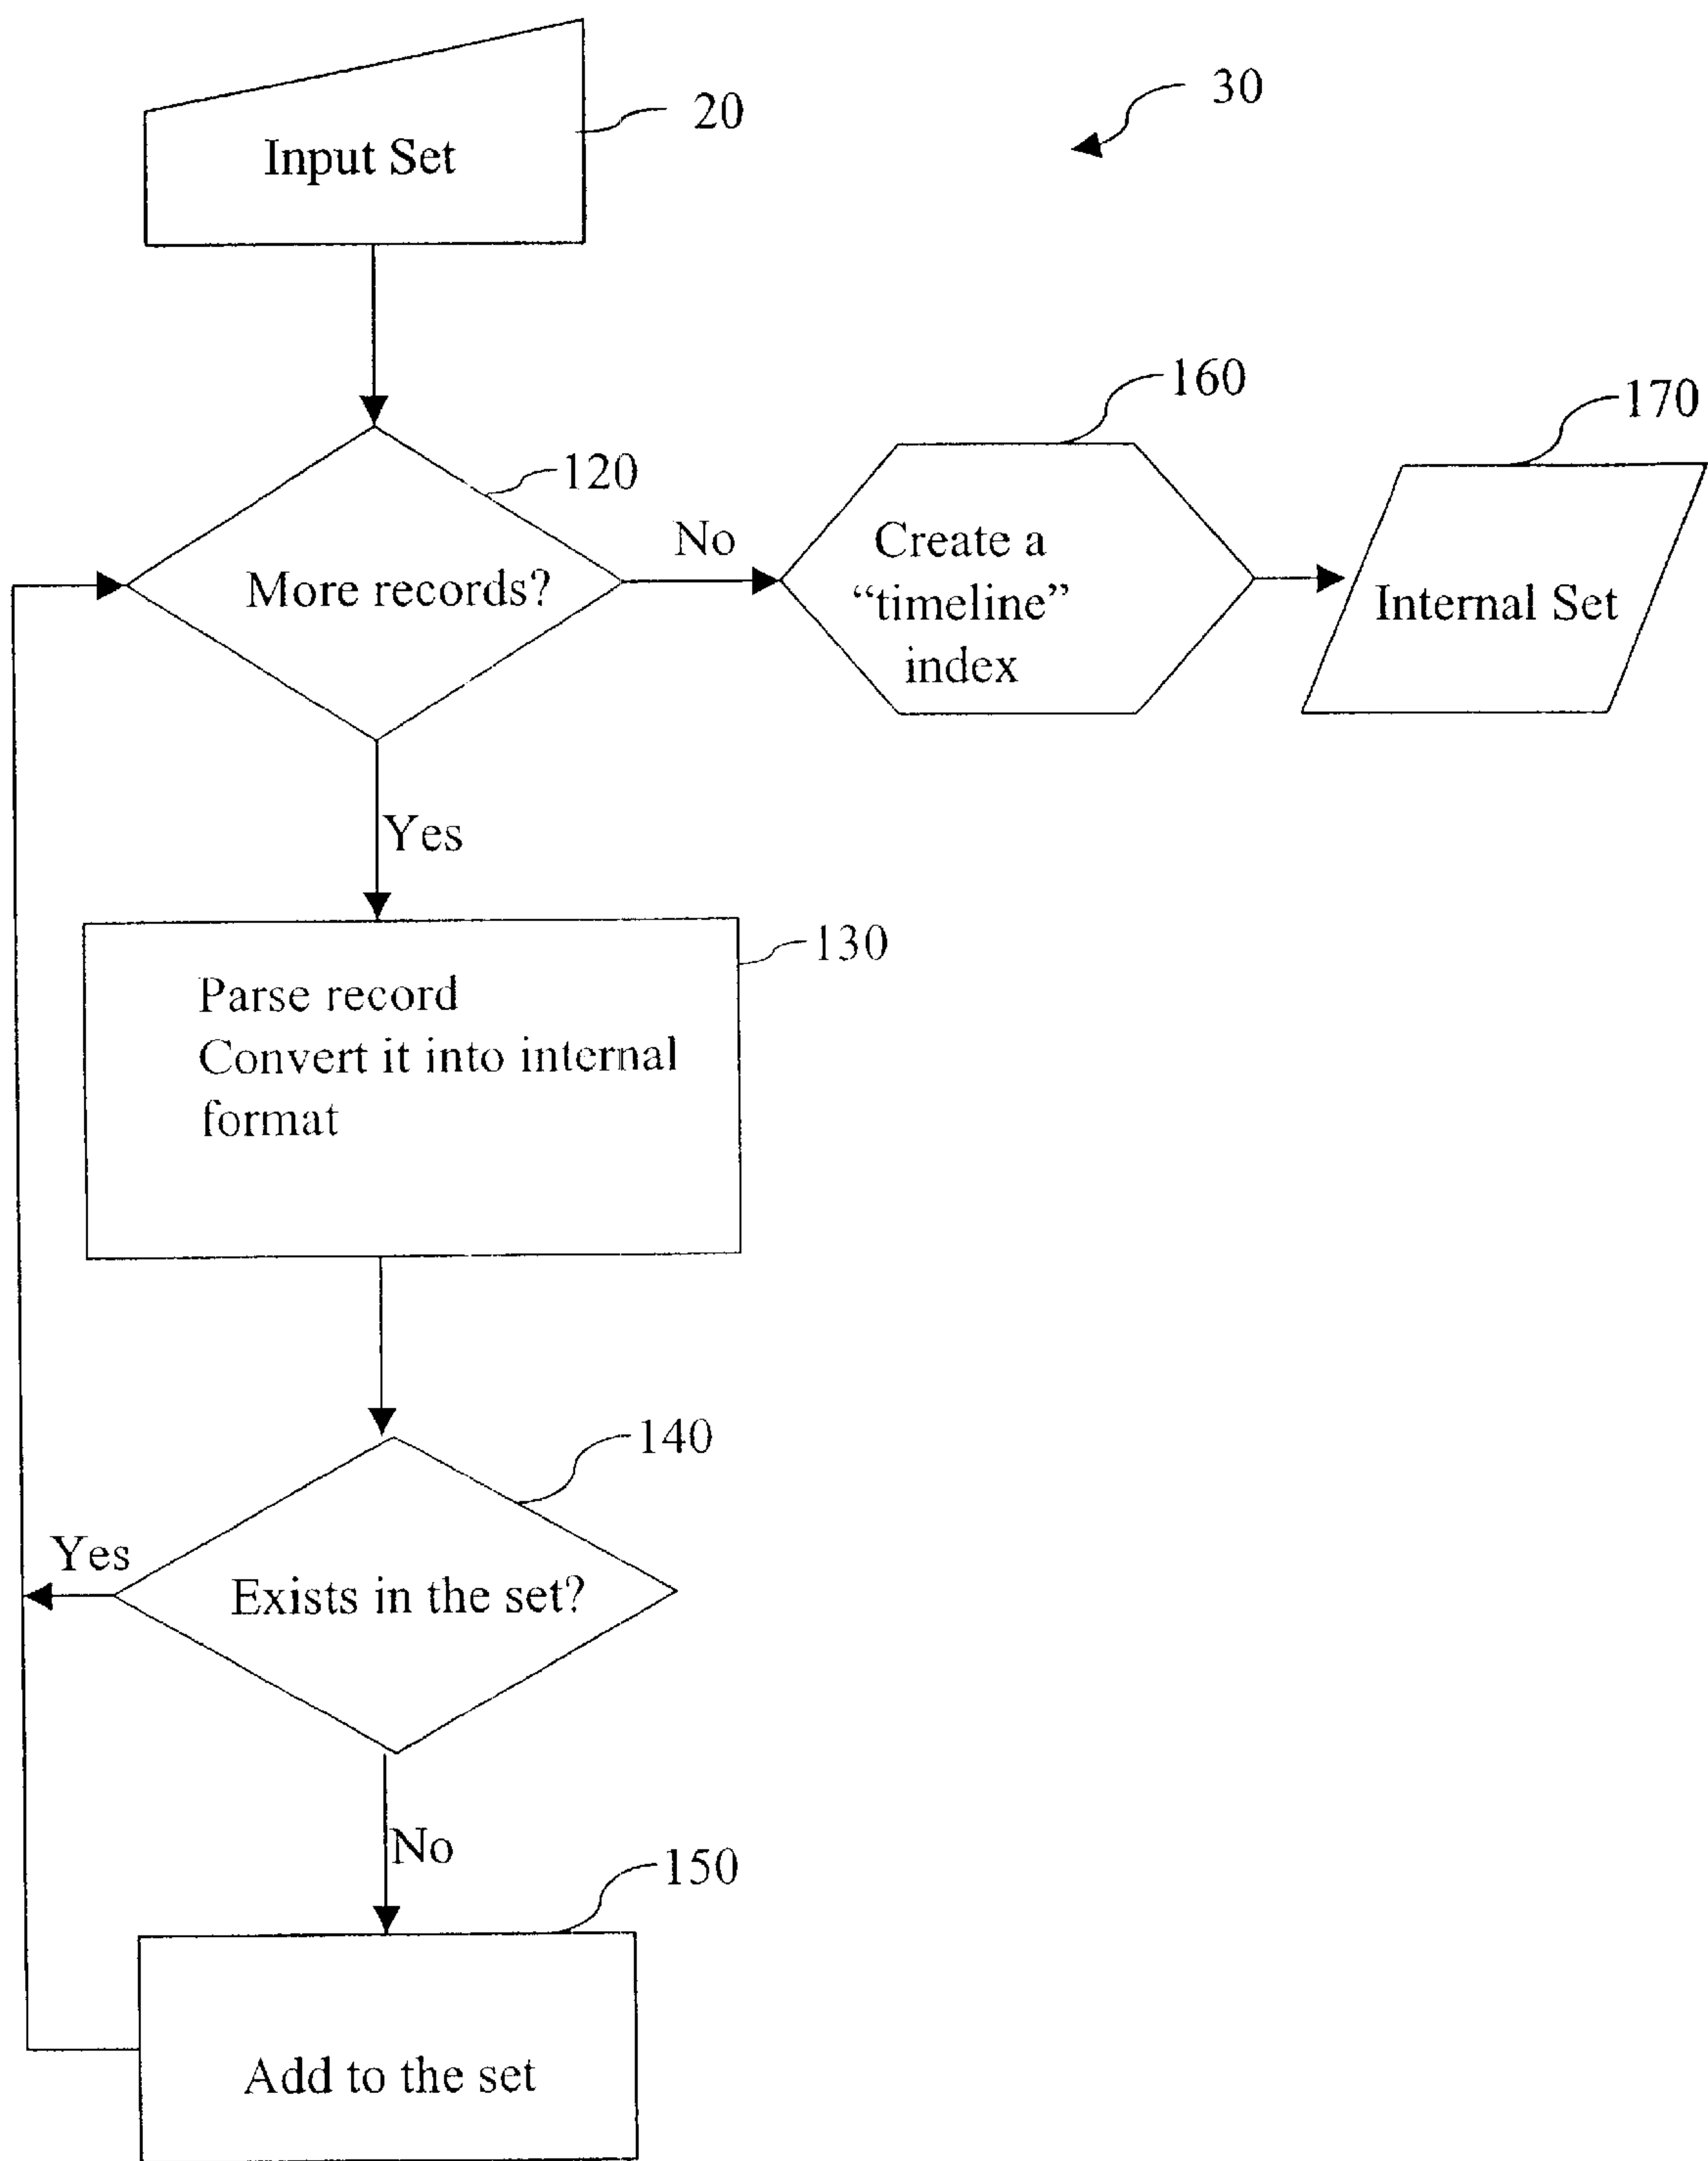 20
30
Input Set
160
170
120
No
Create a
“timeline”
index
More records?
Internal Set
Yes
130
Parse record
Convert it into internal
format
140
Yes
Exists in the set?
No
150
Add to the set